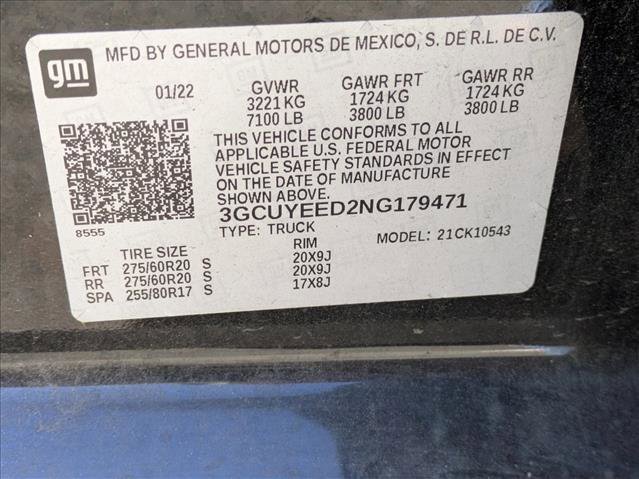 gm
MFD BY GENERAL MOTORS DE MEXICO, S. DE R.L. DE C.V.
01/22 GVWR GAWR FRT GAWR RR
3221 KG 1724 KG 1724 KG
7100 LB 3800 LB 3800 LB
THIS VEHICLE CONFORMS TO ALL
APPLICABLE U.S. FEDERAL MOTOR
VEHICLE SAFETY STANDARDS IN EFFECT
ON THE DATE OF MANUFACTURE
SHOWN ABOVE.
8555
3GCUYEED2NG179471
TYPE: TRUCK MODEL: 21CK10543
TIRE SIZE RIM
FRT 275/60R20 S 20X9J
RR 275/60R20 S 20X9J
SPA 255/80R17 S 17X8J